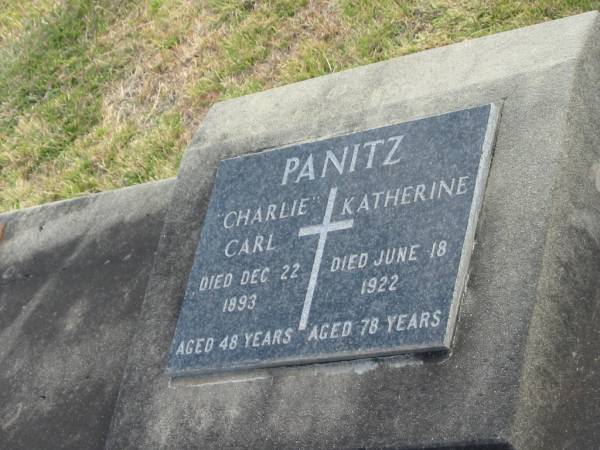 PANITZ
"CHARLIE"
CARL
DIED DEC 22
1893
AGED 48 YEARS
KATHERINE
DIED JUNE 18
1922
AGED 78 YEARS